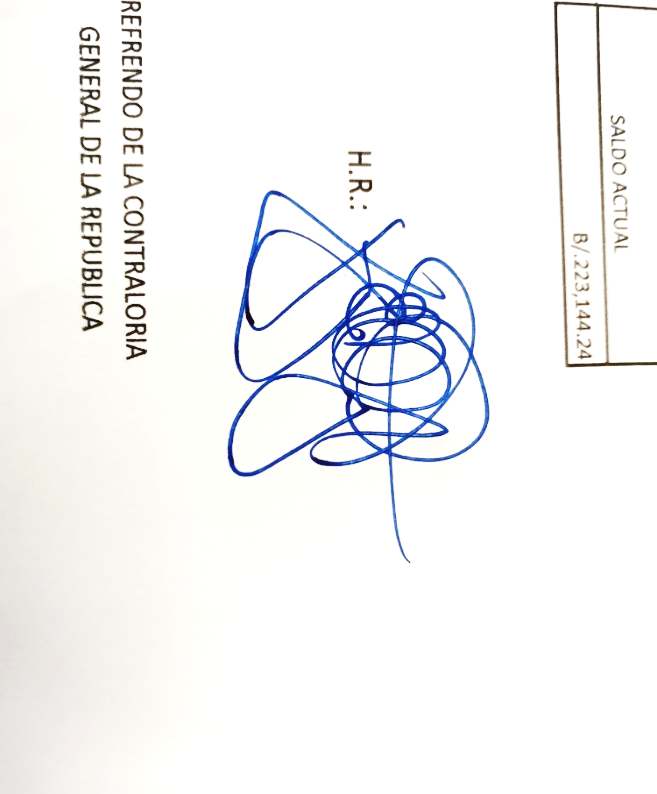 SALDO ACTUAL
B/.223,144.24
H.R.:
REFRENDO DE LA CONTRALORIA
GENERAL DE LA REPUBLICA